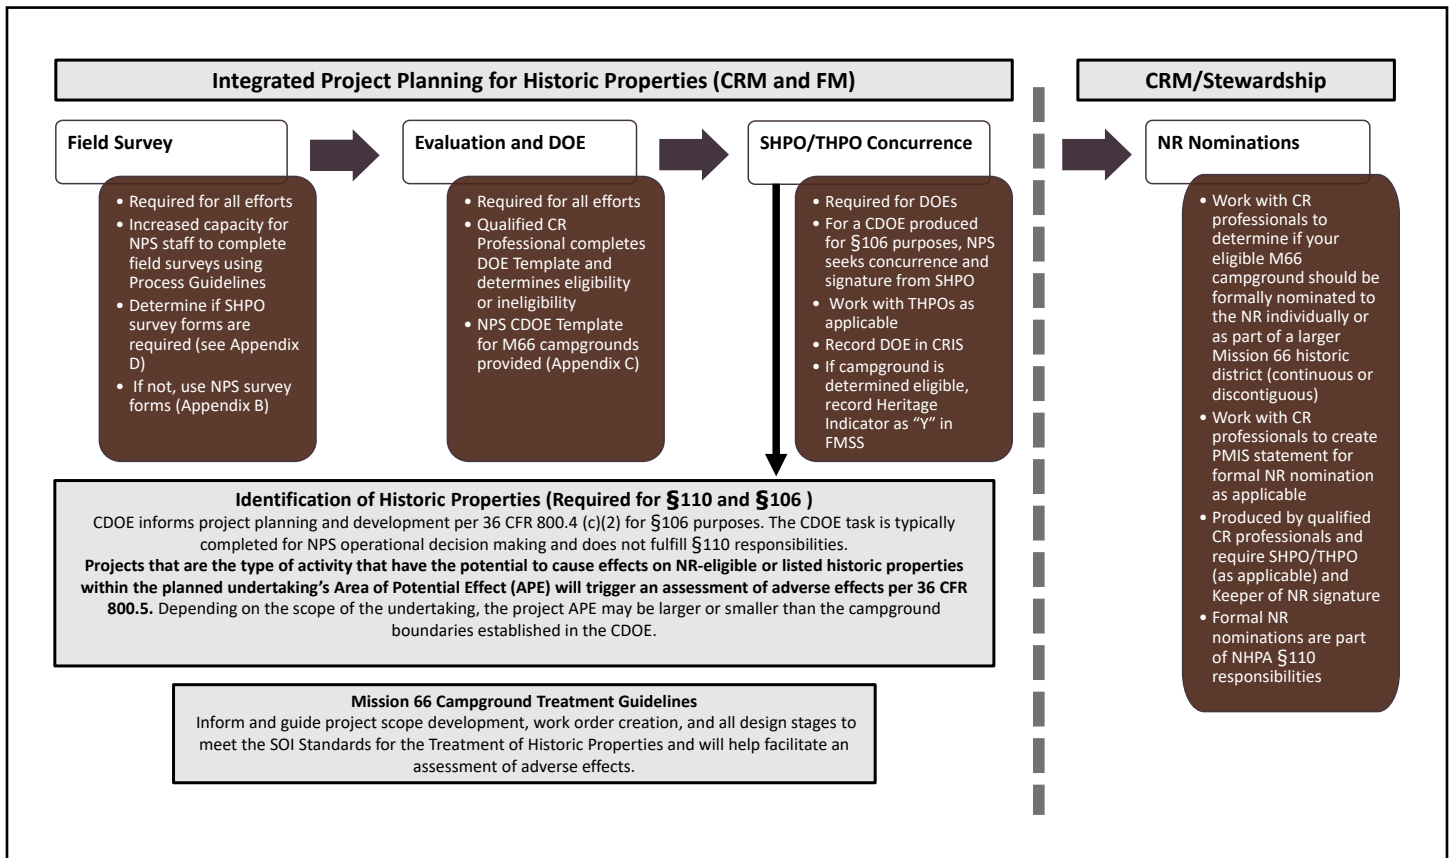 Integrated Project Planning for Historic Properties (CRM and FM)
CRM/Stewardship
Field Survey
• Required for all efforts
• Increased capacity for
NPS staff to complete
field surveys using
Process Guidelines
• Determine if SHPO
survey forms are
required (see Appendix
D)
• If not, use NPS survey
forms (Appendix B)
Evaluation and DOE
• Required for all efforts
• Qualified CR
Professional completes
DOE Template and
determines eligibility
or ineligibility
• NPS CDOE Template
for M66 campgrounds
provided (Appendix C)
SHPO/THPO Concurrence
• Required for DOEs
• For a CDOE produced
for §106 purposes, NPS
seeks concurrence and
signature from SHPO
• Work with THPOs as
applicable
• Record DOE in CRIS
• If campground is
determined eligible,
record Heritage
Indicator as “Y” in
FMSS
NR Nominations
• Work with CR
professionals to
determine if your
eligible M66
campground should be
formally nominated to
the NR individually or
as part of a larger
Mission 66 historic
district (continuous or
discontiguous)
• Work with CR
professionals to create
PMIS statement for
formal NR nomination
as applicable
• Produced by qualified
CR professionals and
require SHPO/THPO
(as applicable) and
Keeper of NR signature
• Formal NR
nominations are part
of NHPA §110
responsibilities
Identification of Historic Properties (Required for §110 and §106 )
CDOE informs project planning and development per 36 CFR 800.4 (c)(2) for §106 purposes. The CDOE task is typically
completed for NPS operational decision making and does not fulfill §110 responsibilities.
Projects that are the type of activity that have the potential to cause effects on NR-eligible or listed historic properties
within the planned undertaking’s Area of Potential Effect (APE) will trigger an assessment of adverse effects per 36 CFR
800.5. Depending on the scope of the undertaking, the project APE may be larger or smaller than the campground
boundaries established in the CDOE.
Mission 66 Campground Treatment Guidelines
Inform and guide project scope development, work order creation, and all design stages to
meet the SOI Standards for the Treatment of Historic Properties and will help facilitate an
assessment of adverse effects.